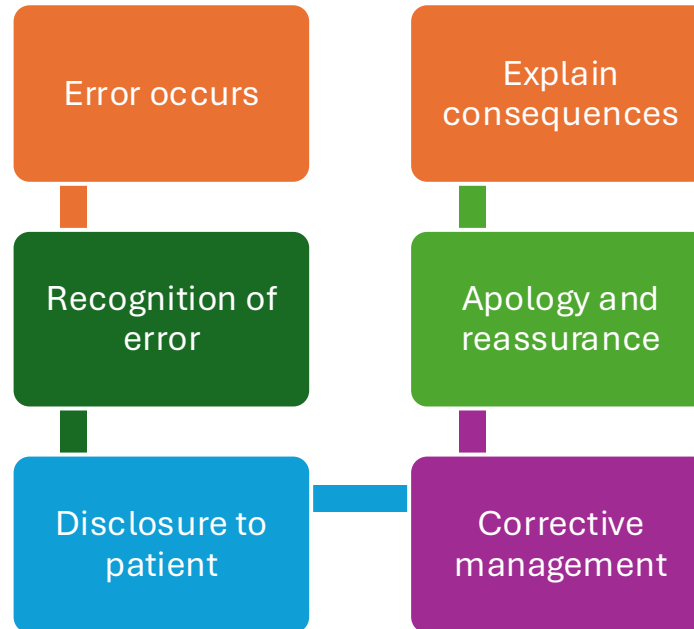 Error occurs
Recognition of
error
Disclosure to
patient
Corrective
management
Apology and
reassurance
Explain
consequences